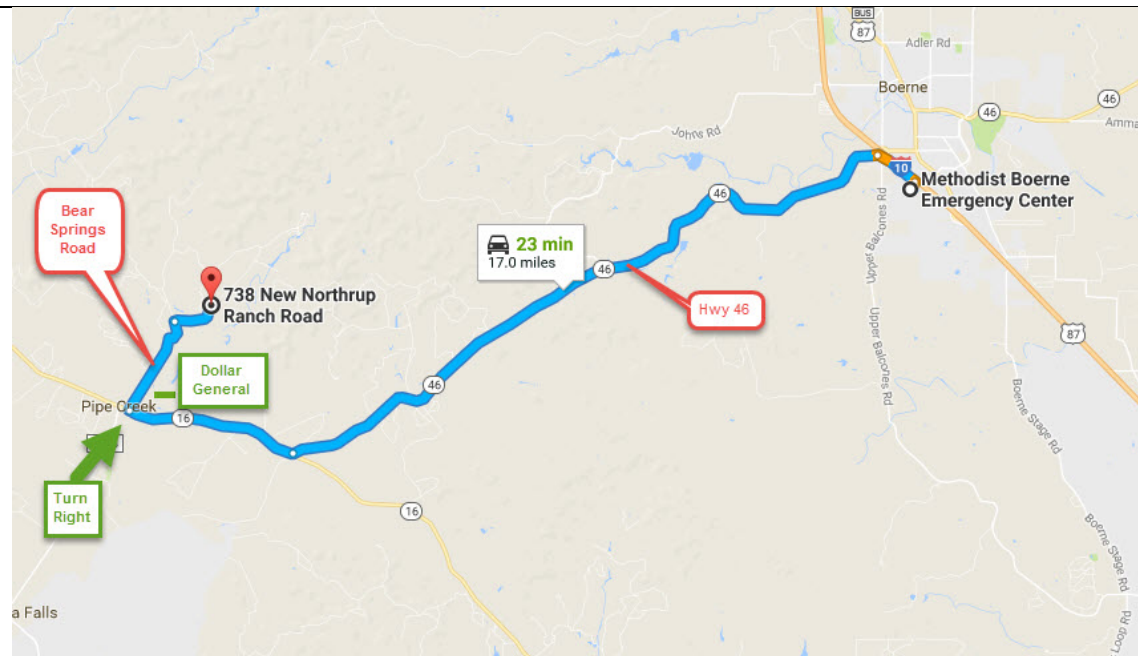 BUS
87
Adler Rd
Boerne
46
46
Amma
Johns Rd
10
Methodist Boerne
Emergency Center
46
Bear
Springs
Road
23 min
17.0 miles
46
Upper Balcones Rd
738 New Northrup
Ranch Road
Hwy 46
87
Dollar
General
46
Upper Balcones Rd
Boerne Stage Rd
Pipe Creek
16
Turn
Right
16
Boerne Stage Rd
a Falls
Loop Rd